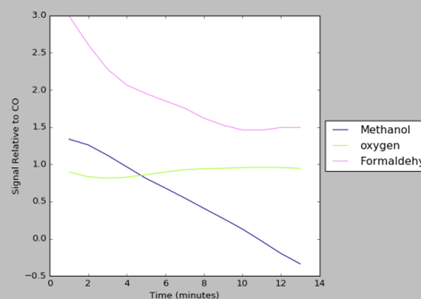 3.0
2.5
2.0
1.5
1.0
0.5
0.0
−0.5
0 2 4 6 8 10 12 14
Signal Relative to CO
Time (minutes)
Methanol
oxygen
Formaldehy